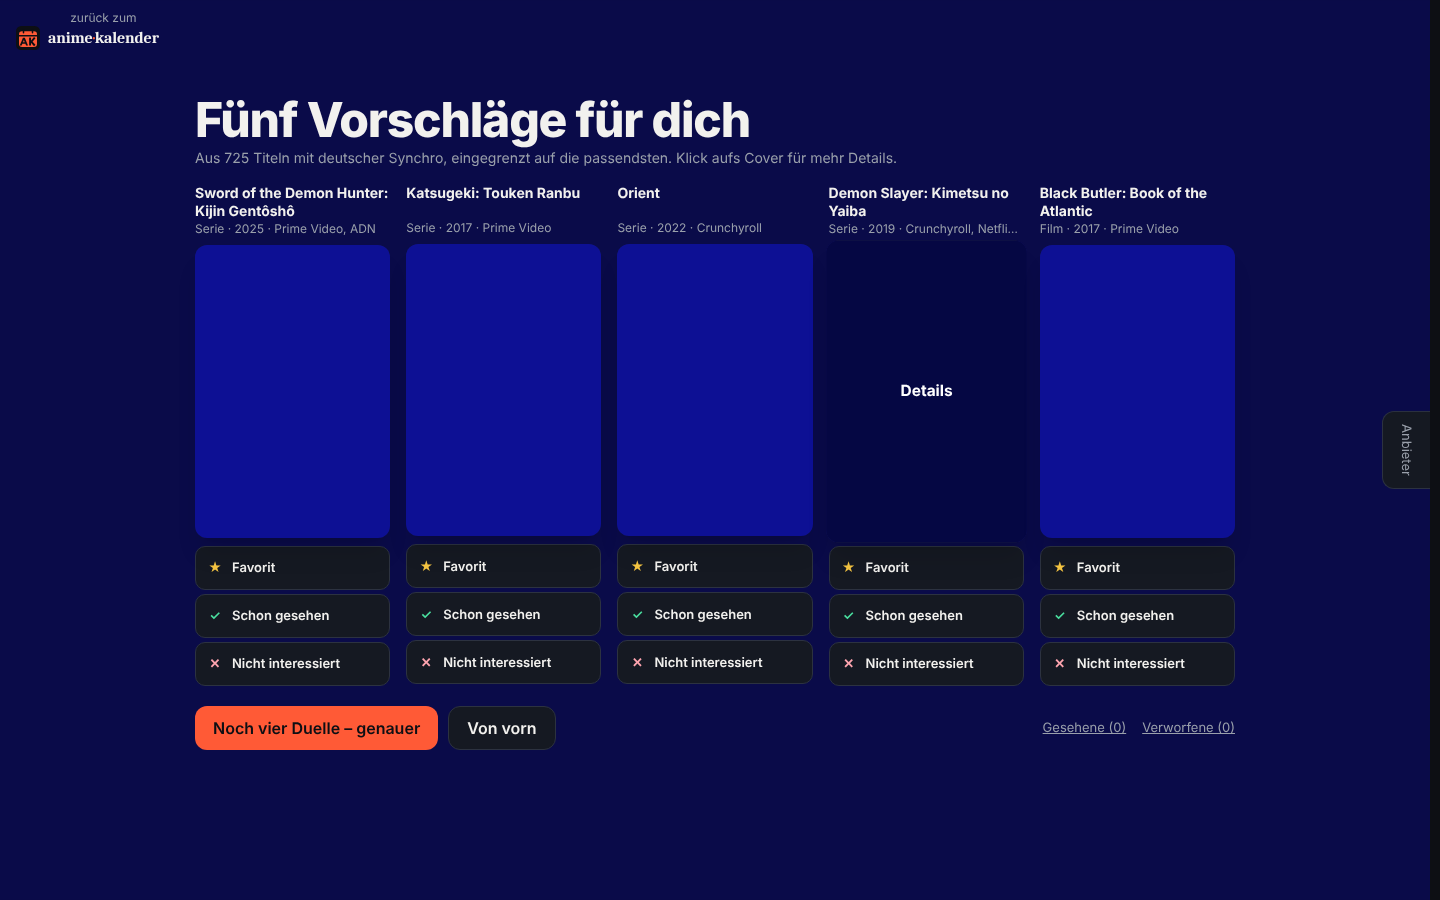 zurück zum
AK
anime·kalender
Fünf Vorschläge für dich
Aus 725 Titeln mit deutscher Synchro, eingegrenzt auf die passendsten. Klick aufs Cover für mehr Details.
Sword of the Demon Hunter:
Kijin Gentôshô
Serie · 2025 · Prime Video, ADN
Katsugeki: Touken Ranbu
Serie · 2017 · Prime Video
Orient
Serie · 2022 · Crunchyroll
Demon Slayer: Kimetsu no
Yaiba
Serie · 2019 · Crunchyroll, Netfli...
Black Butler: Book of the
Atlantic
Film · 2017 · Prime Video
Details
★ Favorit
★ Favorit
★ Favorit
★ Favorit
★ Favorit
✓ Schon gesehen
✓ Schon gesehen
✓ Schon gesehen
✓ Schon gesehen
✓ Schon gesehen
✕ Nicht interessiert
✕ Nicht interessiert
✕ Nicht interessiert
✕ Nicht interessiert
✕ Nicht interessiert
Noch vier Duelle – genauer
Von vorn
Gesehene (0)
Verworfene (0)
Anbieter